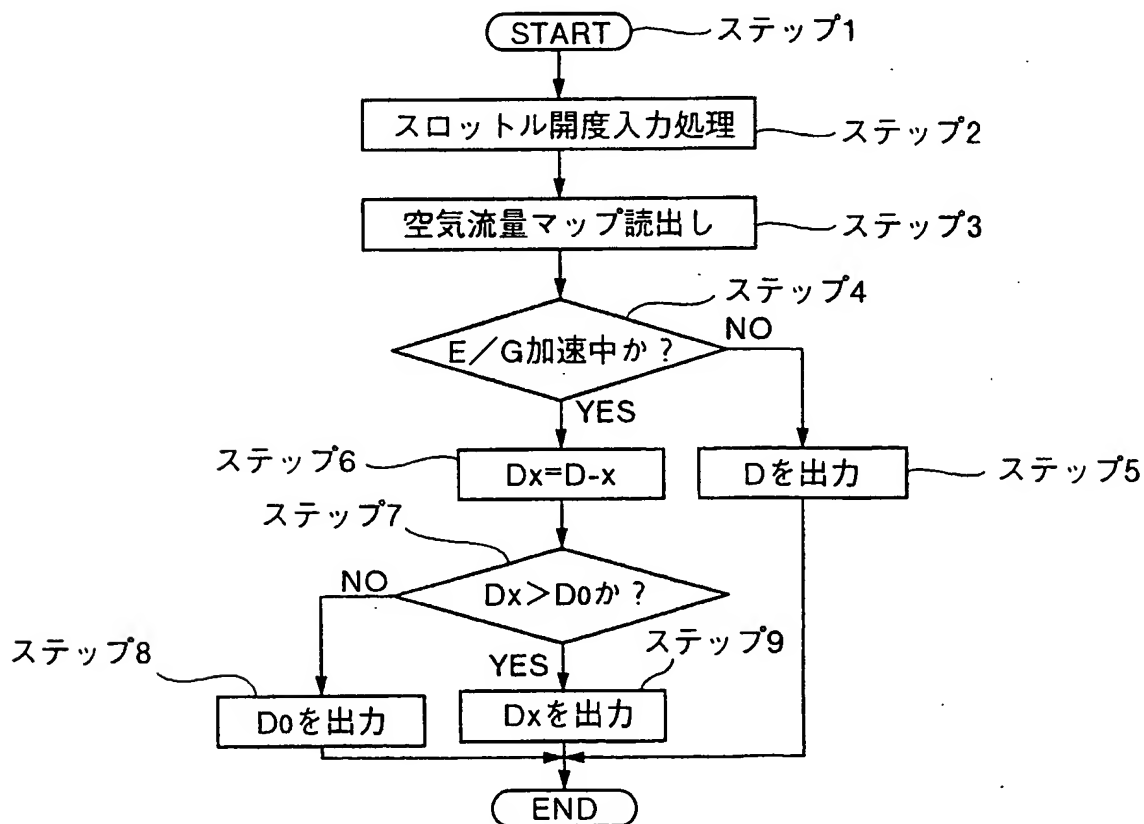 START
ステップ1
スロットル開度入力処理
ステップ2
空気流量マップ読出し
ステップ3
ステップ4
E／G加速中か？
NO
YES
ステップ6
Dx=D-x
Dを出力
ステップ5
ステップ7
NO
Dx＞D0か？
ステップ8
YES
ステップ9
D0を出力
Dxを出力
END